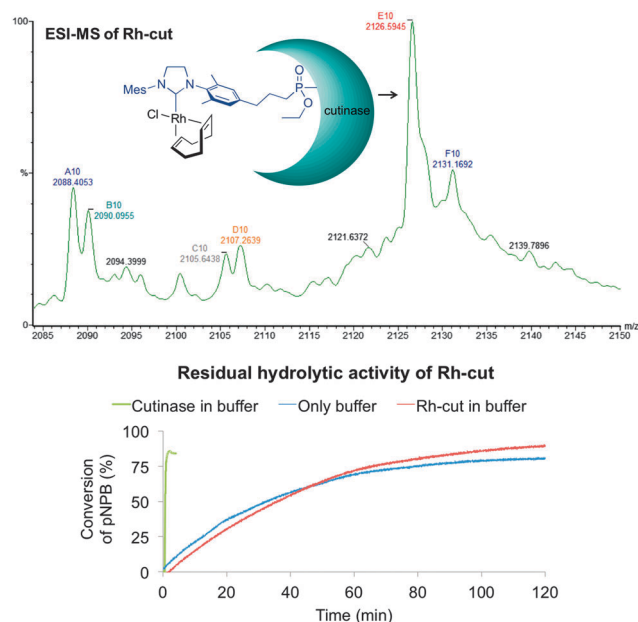 ESI-MS of Rh-cut
100
%
0
E10
2126.5945
Mes
N
N
Cl
Rh
O
P
O
cutinase
A10
2088.4053
B10
2090.0955
2094.3999
C10
2105.6438
D10
2107.2639
2121.6372
F10
2131.1692
2139.7896
2085 2090 2095 2100 2105 2110 2115 2120 2125 2130 2135 2140 2145 2150 m/z
Residual hydrolytic activity of Rh-cut
Cutinase in buffer Only buffer Rh-cut in buffer
Conversion
of pNPB (%)
100
75
50
25
0
0 20 40 60 80 100 120
Time (min)